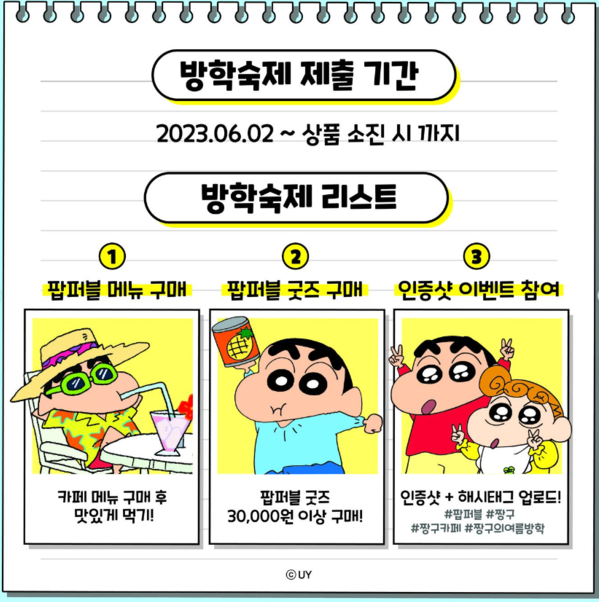 방학숙제 제출 기간
2023.06.02 ~ 상품 소진 시 까지
방학숙제 리스트
1
팝퍼블 메뉴 구매
카페 메뉴 구매 후
맛있게 먹기!
2
팝퍼블 굿즈 구매
팝퍼블 굿즈
30,000원 이상 구매!
3
인증샷 이벤트 참여
인증샷 + 해시태그 업로드!
#팝퍼블 #짱구
#짱구카페 #짱구의여름방학
ⓒ UY